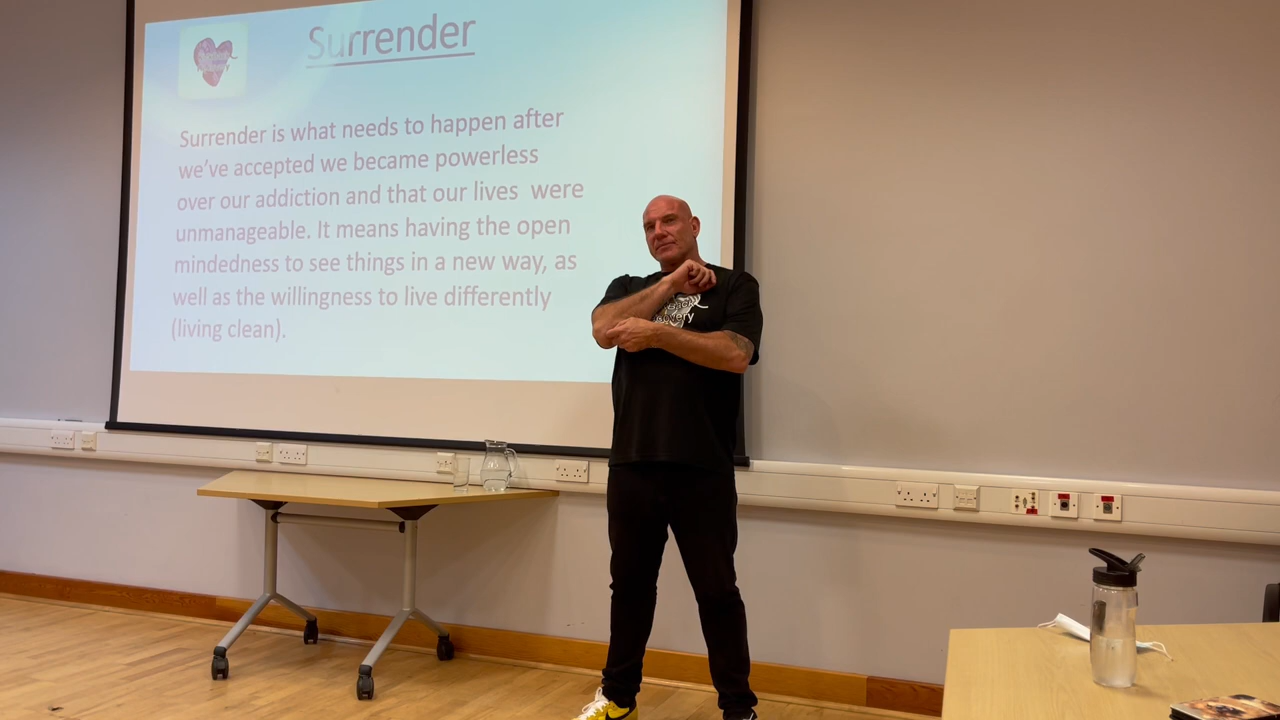 Surrender
Surrender is what needs to happen after
we've accepted we became powerless
over our addiction and that our lives were
unmanageable. It means having the open
mindedness to see things in a new way, as
well as the willingness to live differently
(living clean).
Back